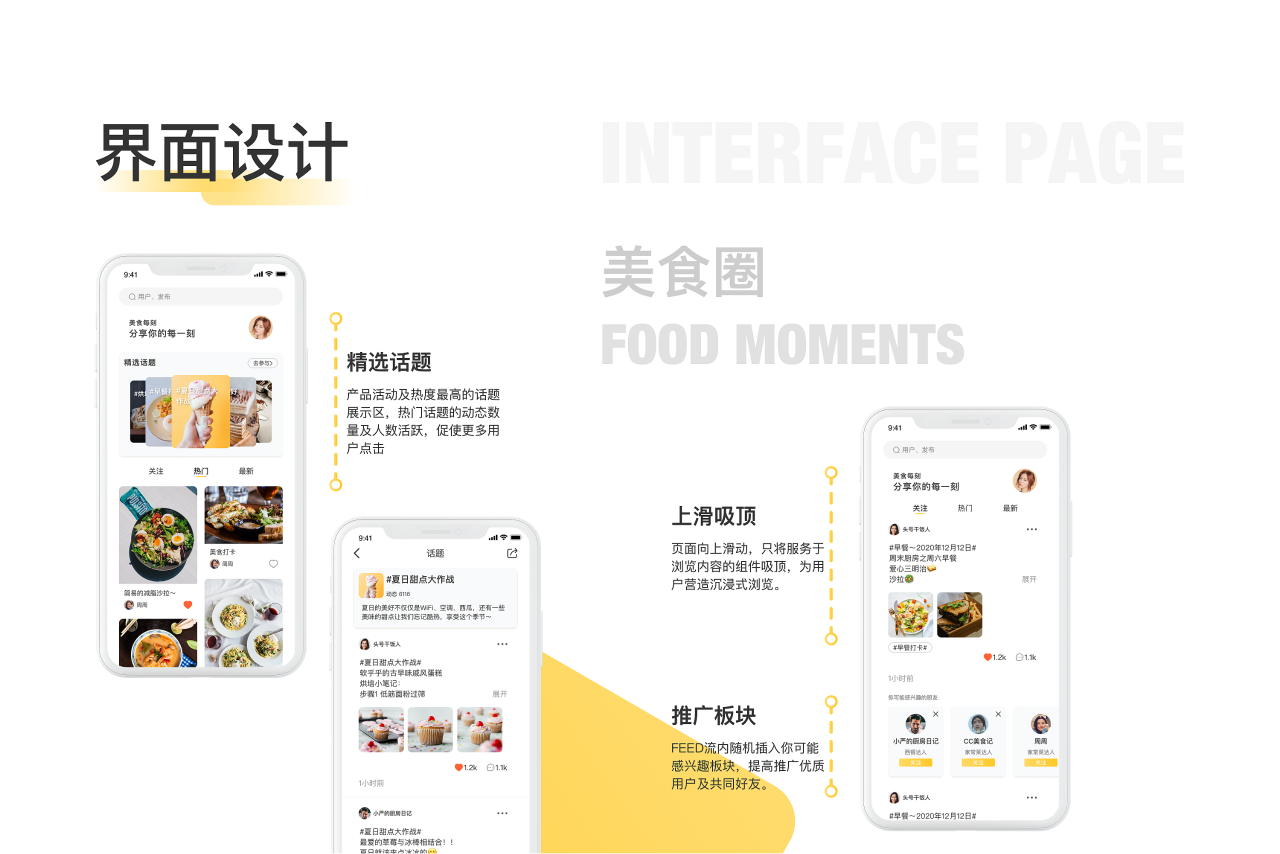 界面设计
INTERFACE PAGE
美食圈
FOOD MOMENTS
9:41
用户、发布
美食每刻
分享你的每一刻
精选话题
去参与
#早餐
#夏日甜点大
作战
关注
热门
最新
简易的减脂沙拉～
周周
美食打卡
周周
精选话题
产品活动及热度最高的话题
展示区，热门话题的动态数
量及人数活跃，促使更多用
户点击
9:41
话题
#夏日甜点大作战
动态 6116
夏日的美好不仅仅是WiFi、空调、西瓜，还有一些
美味的甜点让我们忘记酷热，享受这个季节～
头号干饭人
#夏日甜点大作战#
软乎乎的古早味戚风蛋糕
烘培小笔记：
步骤1 低筋面粉过筛
展开
1.2k
1.1k
1小时前
小严的厨房日记
#夏日甜点大作战#
最爱的草莓与冰棒相结合！！
夏日就该来点冰冰的
上滑吸顶
页面向上滑动，只将服务于
浏览内容的组件吸顶，为用
户营造沉浸式浏览。
推广板块
FEED流内随机插入你可能
感兴趣板块，提高推广优质
用户及共同好友。
9:41
用户、发布
美食每刻
分享你的每一刻
关注
热门
最新
头号干饭人
#早餐～2020年12月12日#
周末厨房之周六早餐
爱心三明治
沙拉
展开
#早餐打卡#
1.2k
1.1k
1小时前
你可能感兴趣的朋友
小严的厨房日记
西餐达人
关注
CC美食记
家常菜达人
关注
周周
家常菜达人
关注
头号干饭人
#早餐～2020年12月12日#